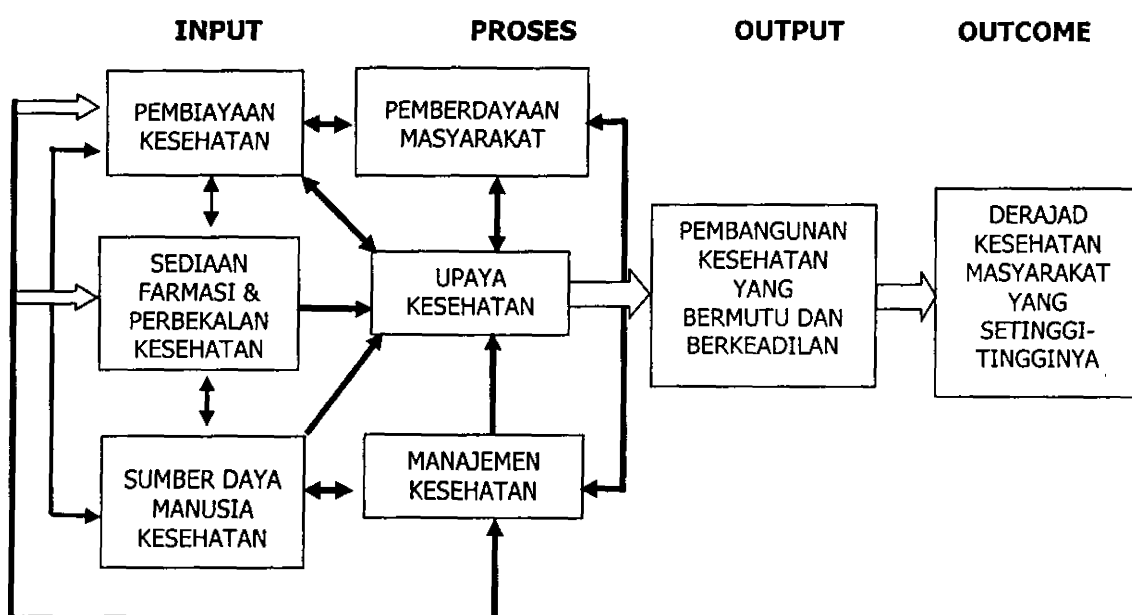 INPUT PROSES OUTPUT OUTCOME
PEMBIAYAAN
KESEHATAN
SEDIAAN
FARMASI &
PERBEKALAN
KESEHATAN
SUMBER DAYA
MANUSIA
KESEHATAN
PEMBERDAYAAN
MASYARAKAT
UPAYA
KESEHATAN
MANAJEMEN
KESEHATAN
PEMBANGUNAN
KESEHATAN
YANG
BERMUTU DAN
BERKEADILAN
DERAJAD
KESEHATAN
MASYARAKAT
YANG
SETINGGI-
TINGGINYA